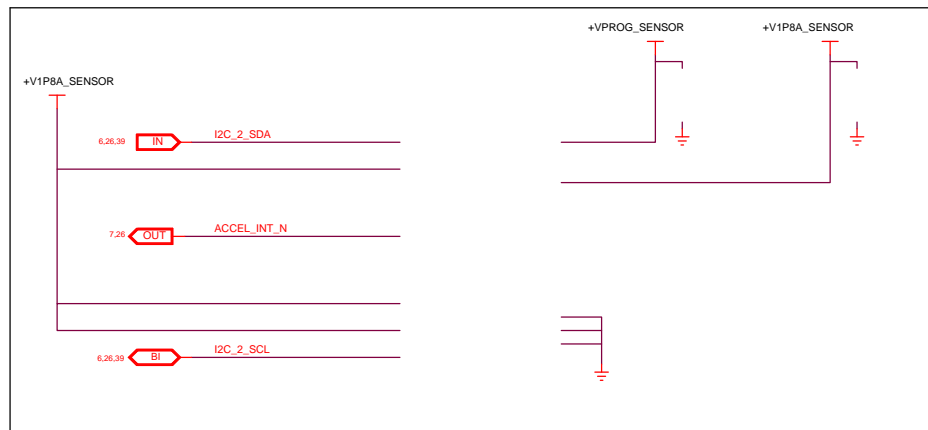 +VPROG_SENSOR
+V1P8A_SENSOR
+V1P8A_SENSOR
6,26,39 IN I2C_2_SDA
7,26 OUT ACCEL_INT_N
6,26,39 BI I2C_2_SCL